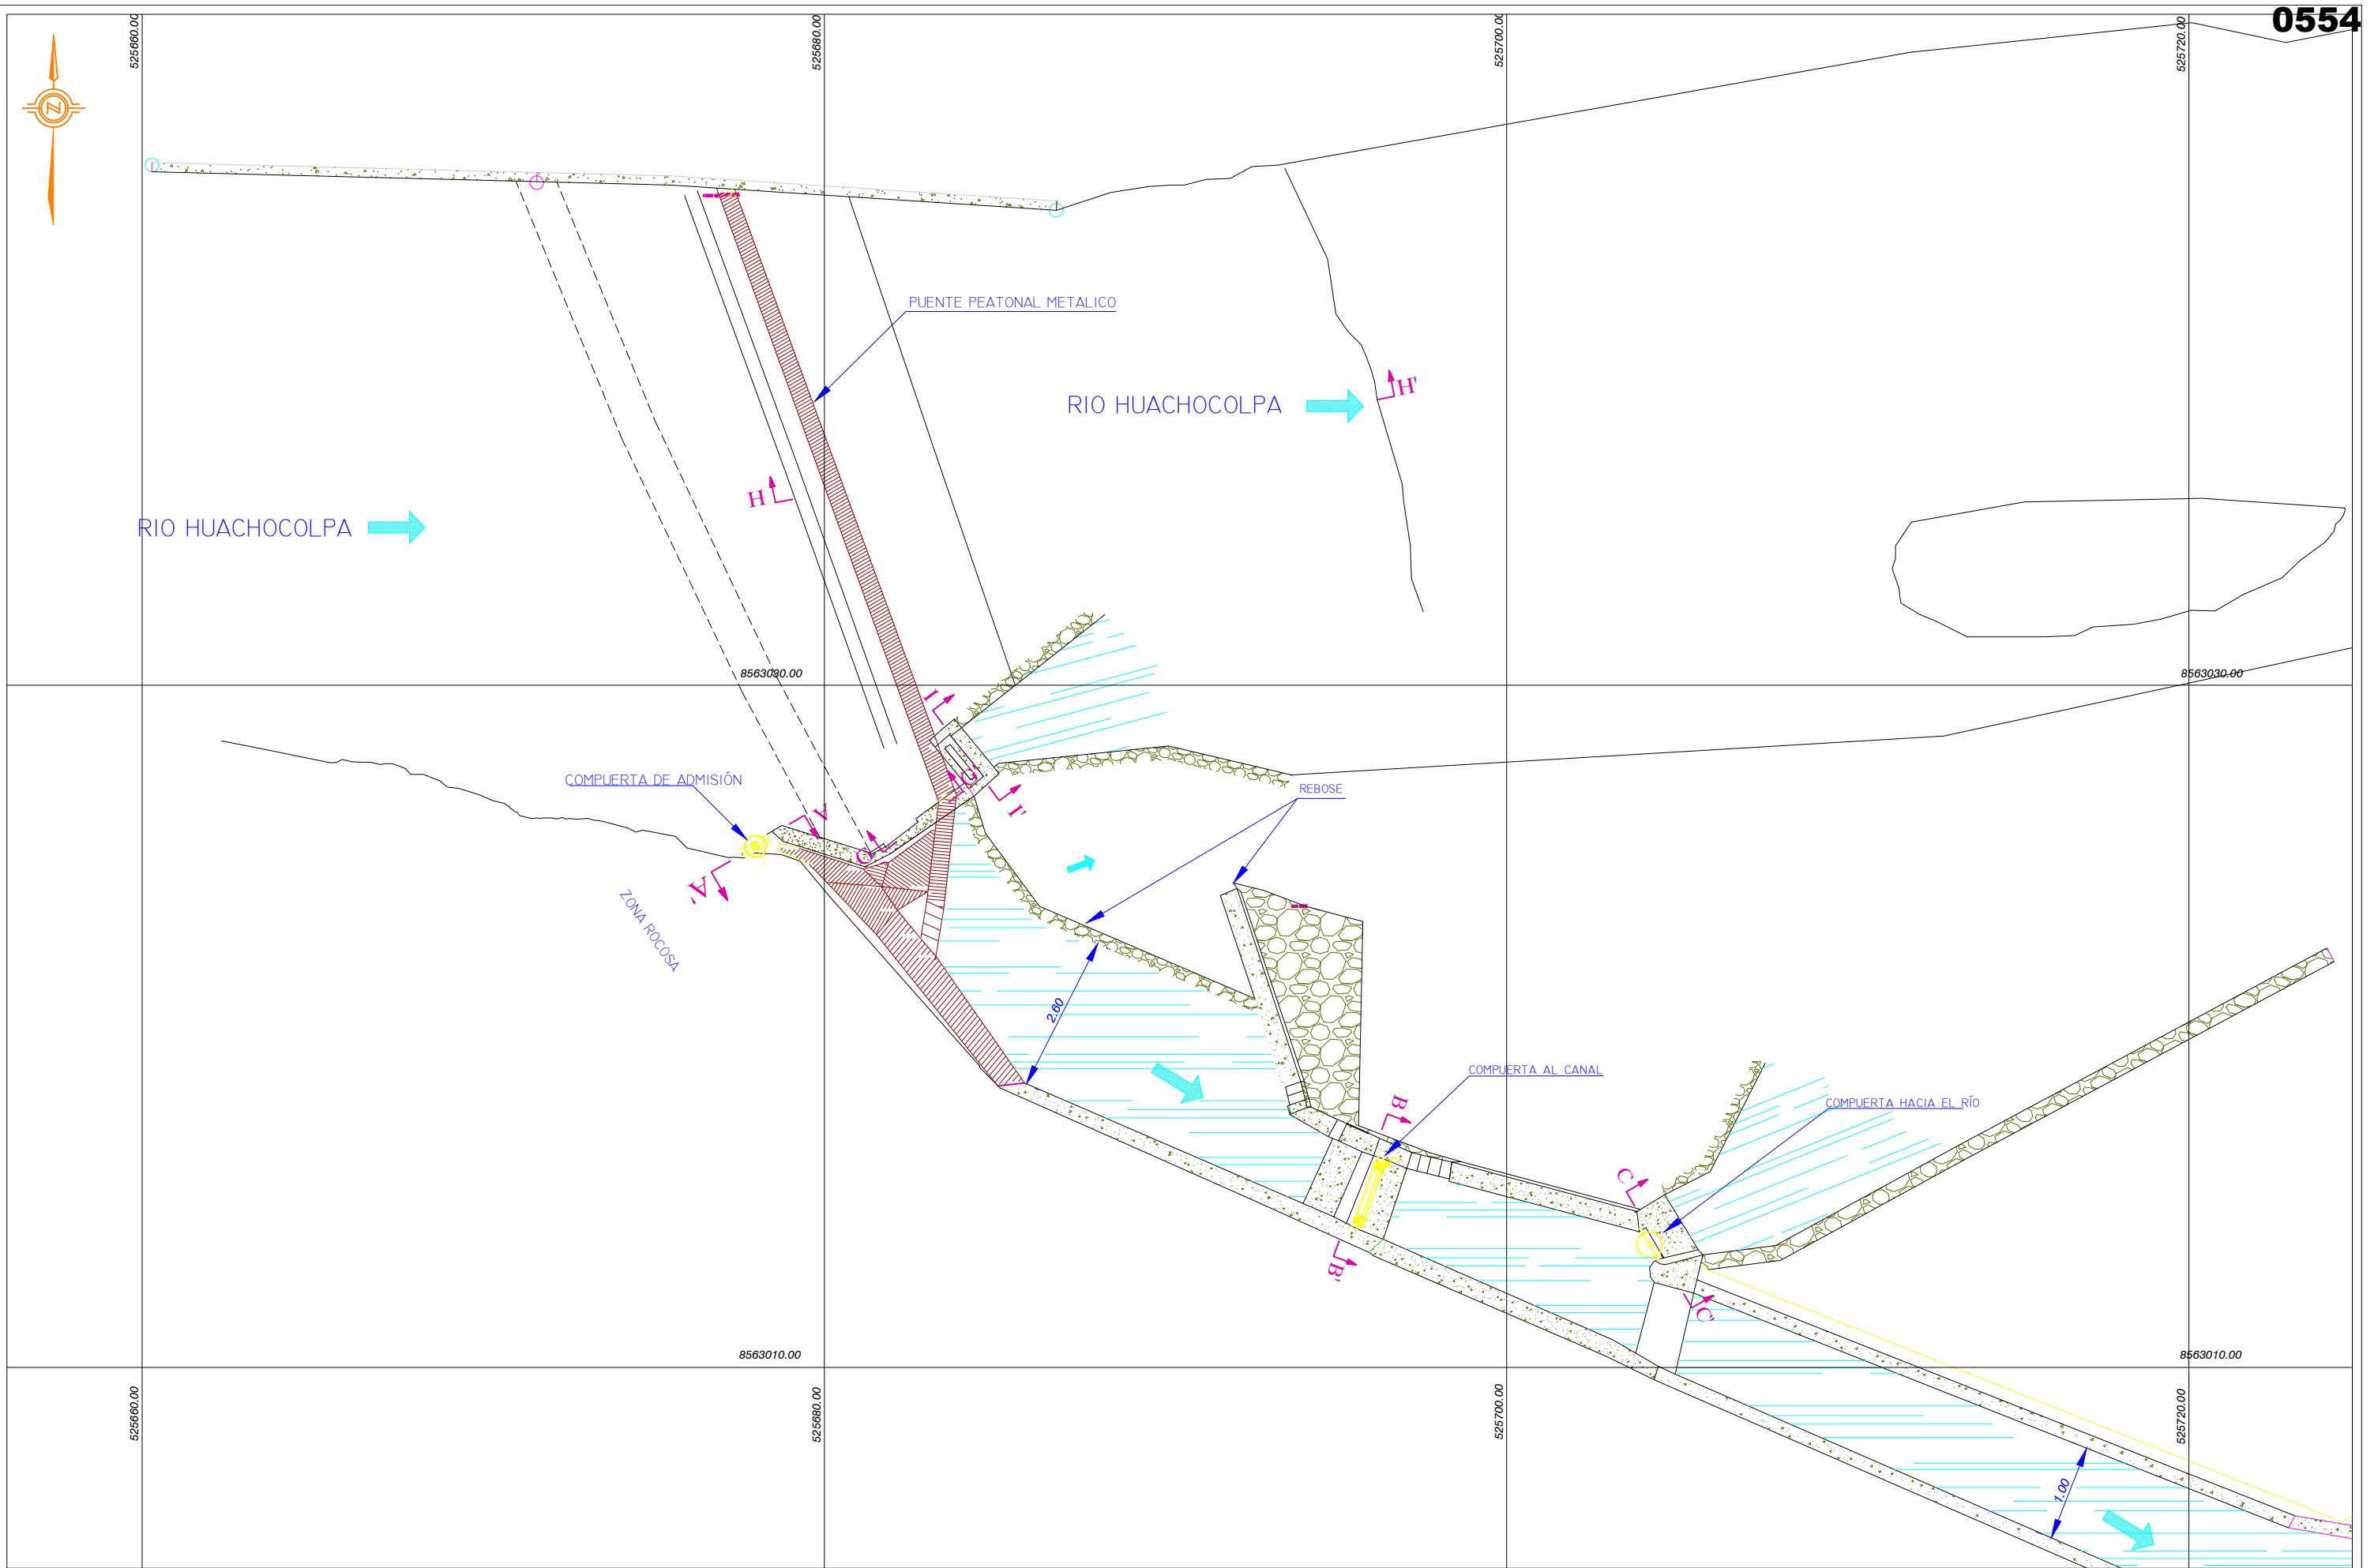 0554
525660.00
525680.00
525700.00
525720.00
N
PUENTE PEATONAL METALICO
RIO HUACHOCOLPA
H'
H
RIO HUACHOCOLPA
8563030.00
8563030.00
I
COMPUERTA DE ADMISIÓN
G
REBOSE
A
I'
G'
A'
ZONA ROCOSA
2.60
COMPUERTA AL CANAL
B
COMPUERTA HACIA EL RÍO
C
B'
C'
8563010.00
8563010.00
525660.00
525680.00
525700.00
525720.00
1.00